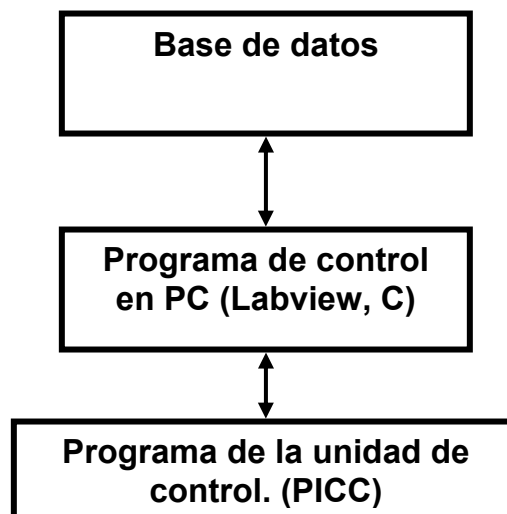 Base de datos
Programa de control
en PC (Labview, C)
Programa de la unidad de
control. (PICC)